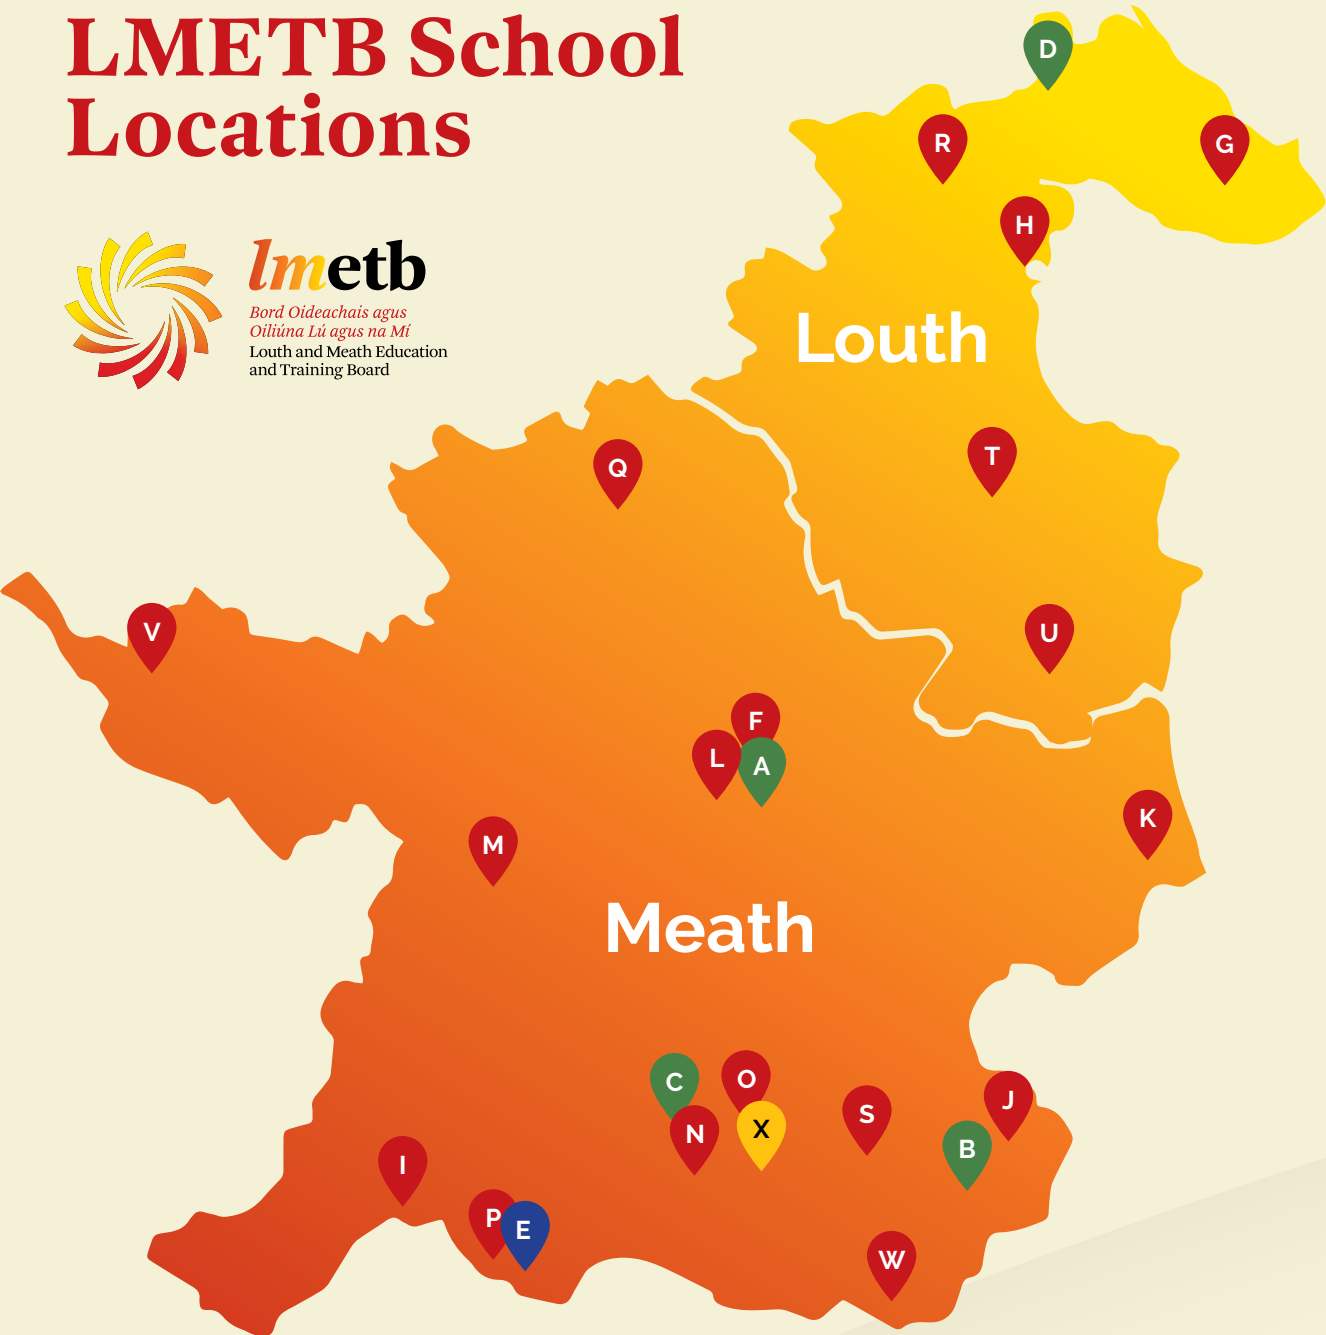 LMETB School
Locations
lmetb
Bord Oideachais agus
Oiliúna Lú agus na Mí
Louth and Meath Education
and Training Board
D
R
G
H
Louth
T
Q
U
V
F
L
A
K
M
Meath
C
O
J
S
N
X
B
I
P
E
W